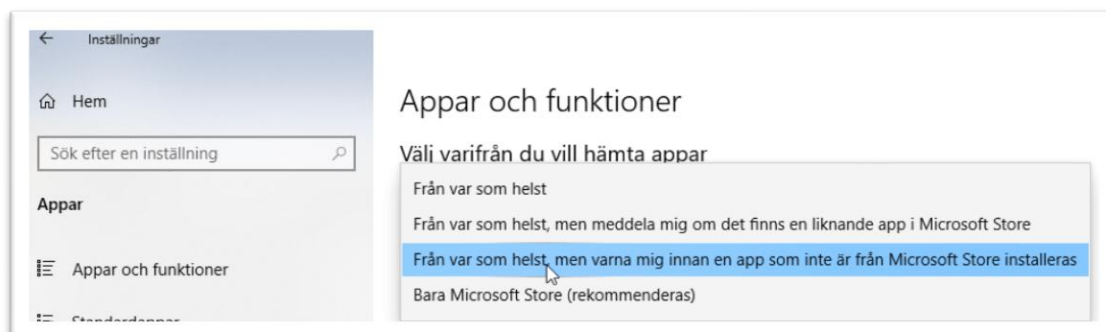 Inställningar
Hem
Sök efter en inställning
Appar
Appar och funktioner
Standardappar
Appar och funktioner
Välj varifrån du vill hämta appar
Från var som helst
Från var som helst, men meddela mig om det finns en liknande app i Microsoft Store
Från var som helst, men varna mig innan en app som inte är från Microsoft Store installeras
Bara Microsoft Store (rekommenderas)